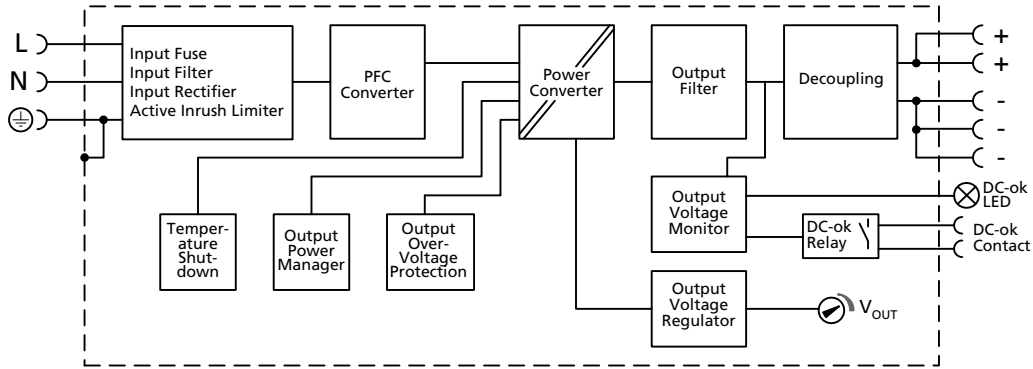 L
N
Input Fuse
Input Filter
Input Rectifier
Active Inrush Limiter
PFC
Converter
Power
Converter
Output
Filter
Decoupling
+
+
-
-
-
Temper-
ature
Shut-
down
Output
Power
Manager
Output
Over-
Voltage
Protection
Output
Voltage
Monitor
DC-ok
LED
DC-ok
Relay
DC-ok
Contact
Output
Voltage
Regulator
VOUT